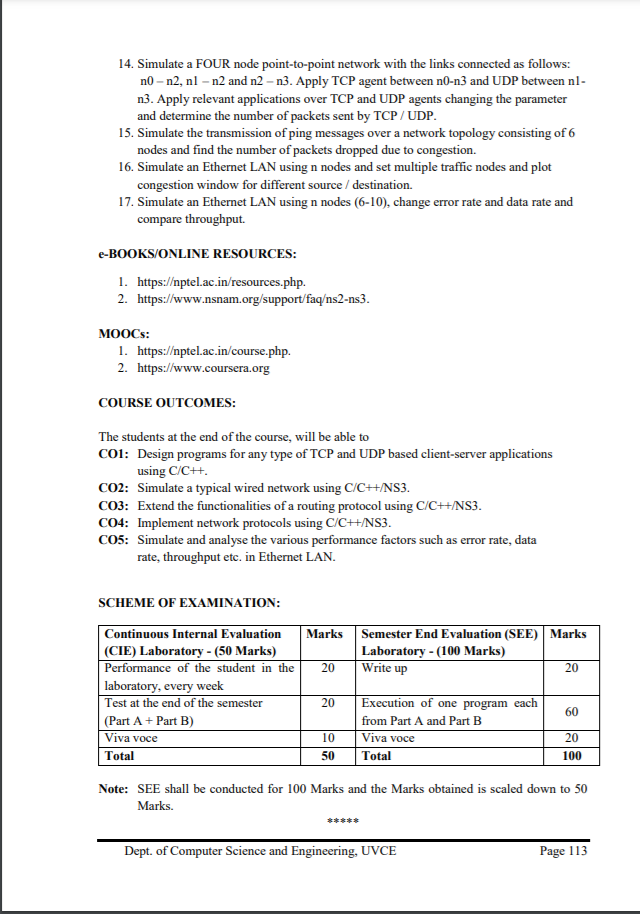 14. Simulate a FOUR node point-to-point network with the links connected as follows:
n0 – n2, n1 – n2 and n2 – n3. Apply TCP agent between n0-n3 and UDP between n1-
n3. Apply relevant applications over TCP and UDP agents changing the parameter
and determine the number of packets sent by TCP / UDP.
15. Simulate the transmission of ping messages over a network topology consisting of 6
nodes and find the number of packets dropped due to congestion.
16. Simulate an Ethernet LAN using n nodes and set multiple traffic nodes and plot
congestion window for different source / destination.
17. Simulate an Ethernet LAN using n nodes (6-10), change error rate and data rate and
compare throughput.
e-BOOKS/ONLINE RESOURCES:
1. https://nptel.ac.in/resources.php.
2. https://www.nsnam.org/support/faq/ns2-ns3.
MOOCs:
1. https://nptel.ac.in/course.php.
2. https://www.coursera.org
COURSE OUTCOMES:
The students at the end of the course, will be able to
CO1: Design programs for any type of TCP and UDP based client-server applications
using C/C++.
CO2: Simulate a typical wired network using C/C++/NS3.
CO3: Extend the functionalities of a routing protocol using C/C++/NS3.
CO4: Implement network protocols using C/C++/NS3.
CO5: Simulate and analyse the various performance factors such as error rate, data
rate, throughput etc. in Ethernet LAN.
SCHEME OF EXAMINATION:
Continuous Internal Evaluation Marks Semester End Evaluation (SEE) Marks
(CIE) Laboratory - (50 Marks) Laboratory - (100 Marks)
Performance of the student in the 20 Write up 20
laboratory, every week
Test at the end of the semester 20 Execution of one program each 60
(Part A + Part B) from Part A and Part B
Viva voce 10 Viva voce 20
Total 50 Total 100
Note: SEE shall be conducted for 100 Marks and the Marks obtained is scaled down to 50
Marks.
*****
Dept. of Computer Science and Engineering, UVCE Page 113